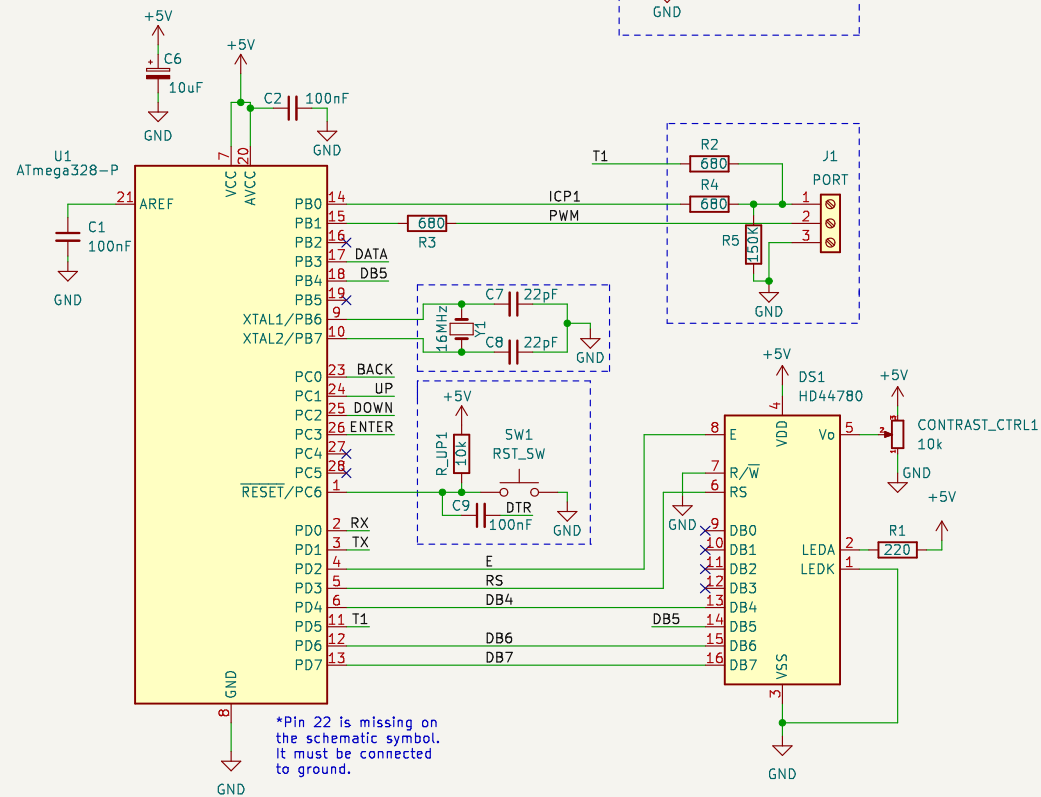 GND
+5V
C6
+
10uF
GND
+5V
C2 100nF
GND
U1
ATmega328-P
7 20
VCC AVCC
21 AREF
C1
100nF
GND
PB0 14 ICP1
PB1 15 PWM
680
R3
PB2 16
PB3 17 DATA
PB4 18 DB5
PB5 19
XTAL1/PB6 9
XTAL2/PB7 10
PC0 23 BACK
PC1 24 UP
PC2 25 DOWN
PC3 26 ENTER
PC4 27
PC5 28
RESET/PC6 1
PD0 2 RX
PD1 3 TX
PD2 4 E
PD3 5 RS
PD4 6 DB4
PD5 11 T1
PD6 12 DB6
PD7 13 DB7
GND
8
GND
*Pin 22 is missing on
the schematic symbol.
It must be connected
to ground.
T1
R2
680
R4
680
R5
150K
J1
PORT
1
2
3
GND
C7 22pF
16MHz
Y1
C8 22pF
GND
+5V
R_UP1
10k
SW1
RST_SW
C9
100nF
DTR
GND
+5V
DS1
HD44780
4
VDD
8 E
7 R/W
6 RS
GND
9 DB0
10 DB1
11 DB2
12 DB3
13 DB4
DB5 14 DB5
15 DB6
16 DB7
Vo 5
+5V
3
2
1
CONTRAST_CTRL1
10k
GND
+5V
R1
LEDA 2 220
LEDK 1
VSS
3
GND